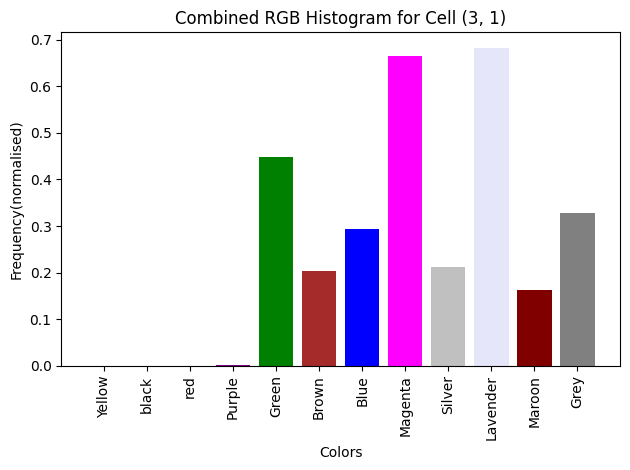 Combined RGB Histogram for Cell (3, 1)
Frequency(normalised)
0.7
0.6
0.5
0.4
0.3
0.2
0.1
0.0
Yellow
black
red
Purple
Green
Brown
Blue
Magenta
Silver
Lavender
Maroon
Grey
Colors